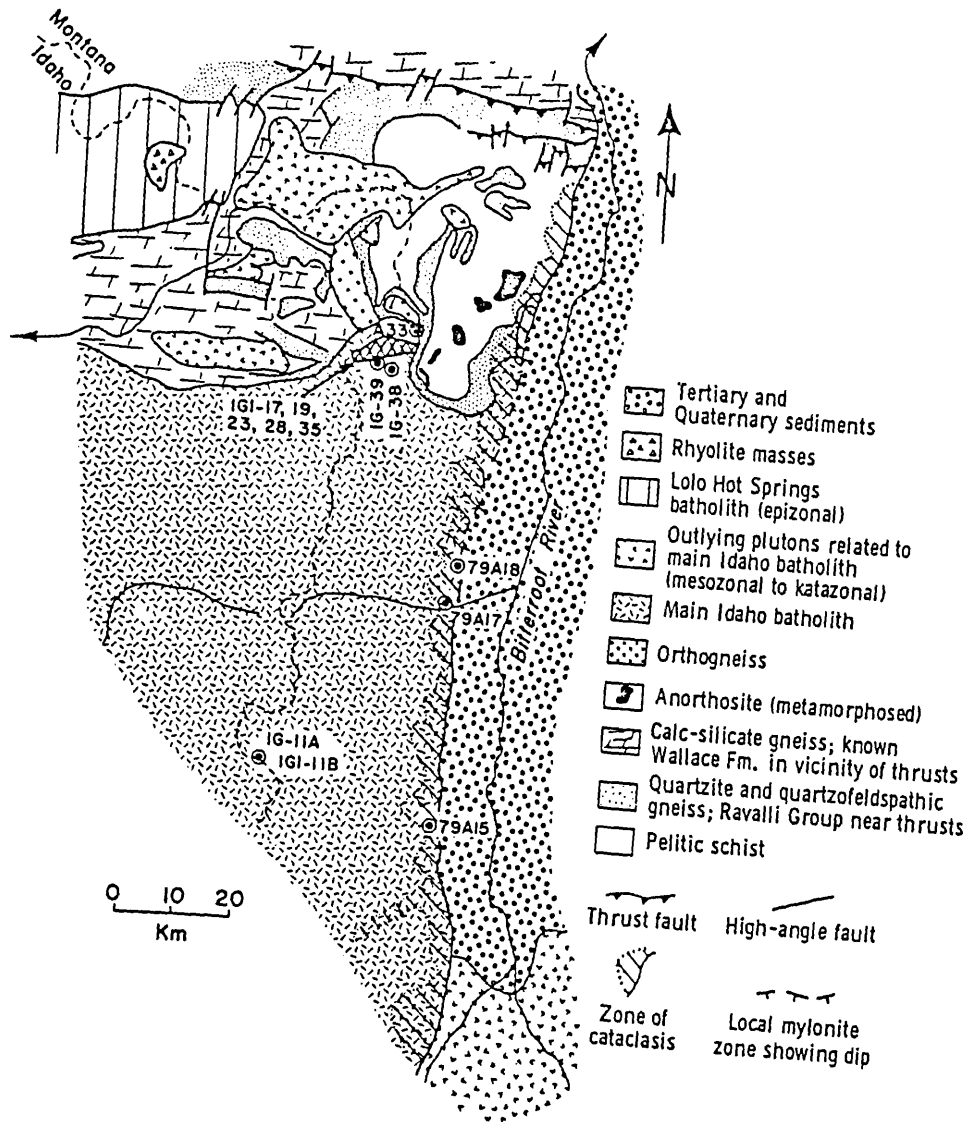 Montana
Idaho
N
A33
IGI-17, 19,
23, 28, 35
IG-39
IG-38
79A18
9A17
Bitterroot River
IG-11A
IGI-11B
79A15
0 10 20
Km
Tertiary and
Quaternary sediments
Rhyolite masses
Lolo Hot Springs
batholith (epizonal)
Outlying plutons related to
main Idaho batholith
(mesozonal to katazonal)
Main Idaho batholith
Orthogneiss
Anorthosite (metamorphosed)
Calc-silicate gneiss; known
Wallace Fm. in vicinity of thrusts
Quartzite and quartzofeldspathic
gneiss; Ravalli Group near thrusts
Pelitic schist
Thrust fault
High-angle fault
Zone of
cataclasis
Local mylonite
zone showing dip